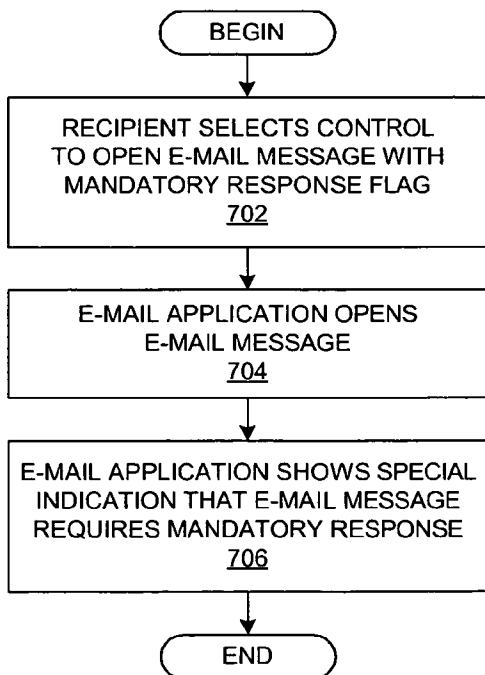 BEGIN
RECIPIENT SELECTS CONTROL
TO OPEN E-MAIL MESSAGE WITH
MANDATORY RESPONSE FLAG
702
E-MAIL APPLICATION OPENS
E-MAIL MESSAGE
704
E-MAIL APPLICATION SHOWS SPECIAL
INDICATION THAT E-MAIL MESSAGE
REQUIRES MANDATORY RESPONSE
706
END